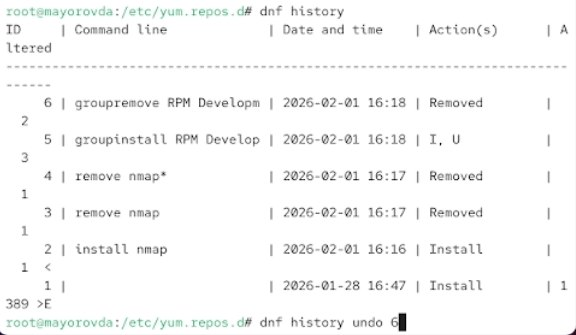 root@mayorovda:/etc/yum.repos.d# dnf history
ID     | Command line             | Date and time    | Action(s)      | A
ltered
--------------------------------------------------------------------------
------
     6 | groupremove RPM Developm | 2026-02-01 16:18 | Removed        |
  2
     5 | groupinstall RPM Develop | 2026-02-01 16:18 | I, U           |
  3
     4 | remove nmap*             | 2026-02-01 16:17 | Removed        |
  1
     3 | remove nmap              | 2026-02-01 16:17 | Removed        |
  1
     2 | install nmap             | 2026-02-01 16:16 | Install        |
  1  <
     1 |                          | 2026-01-28 16:47 | Install        | 1
389 >E
root@mayorovda:/etc/yum.repos.d# dnf history undo 6